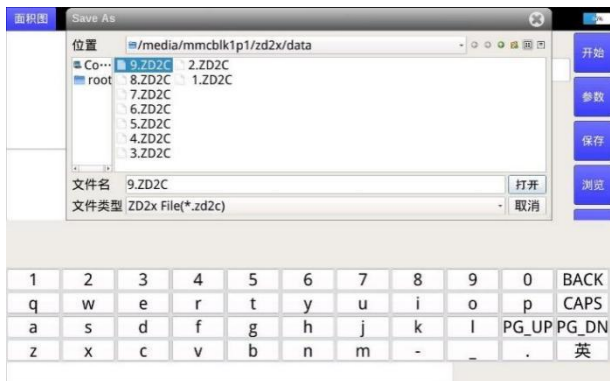 面积图
Save As
位置 /media/mmcblk1p1/zd2x/data
开始
Co… 9.ZD2C 2.ZD2C
root 8.ZD2C 1.ZD2C
7.ZD2C
参数
6.ZD2C
5.ZD2C
4.ZD2C
保存
3.ZD2C
文件名 9.ZD2C 打开
浏览
文件类型 ZD2x File(*.zd2c) 取消
1 2 3 4 5 6 7 8 9 0 BACK
q w e r t y u i o p CAPS
a s d f g h j k l PG_UP PG_DN
z x c v b n m - _ . 英